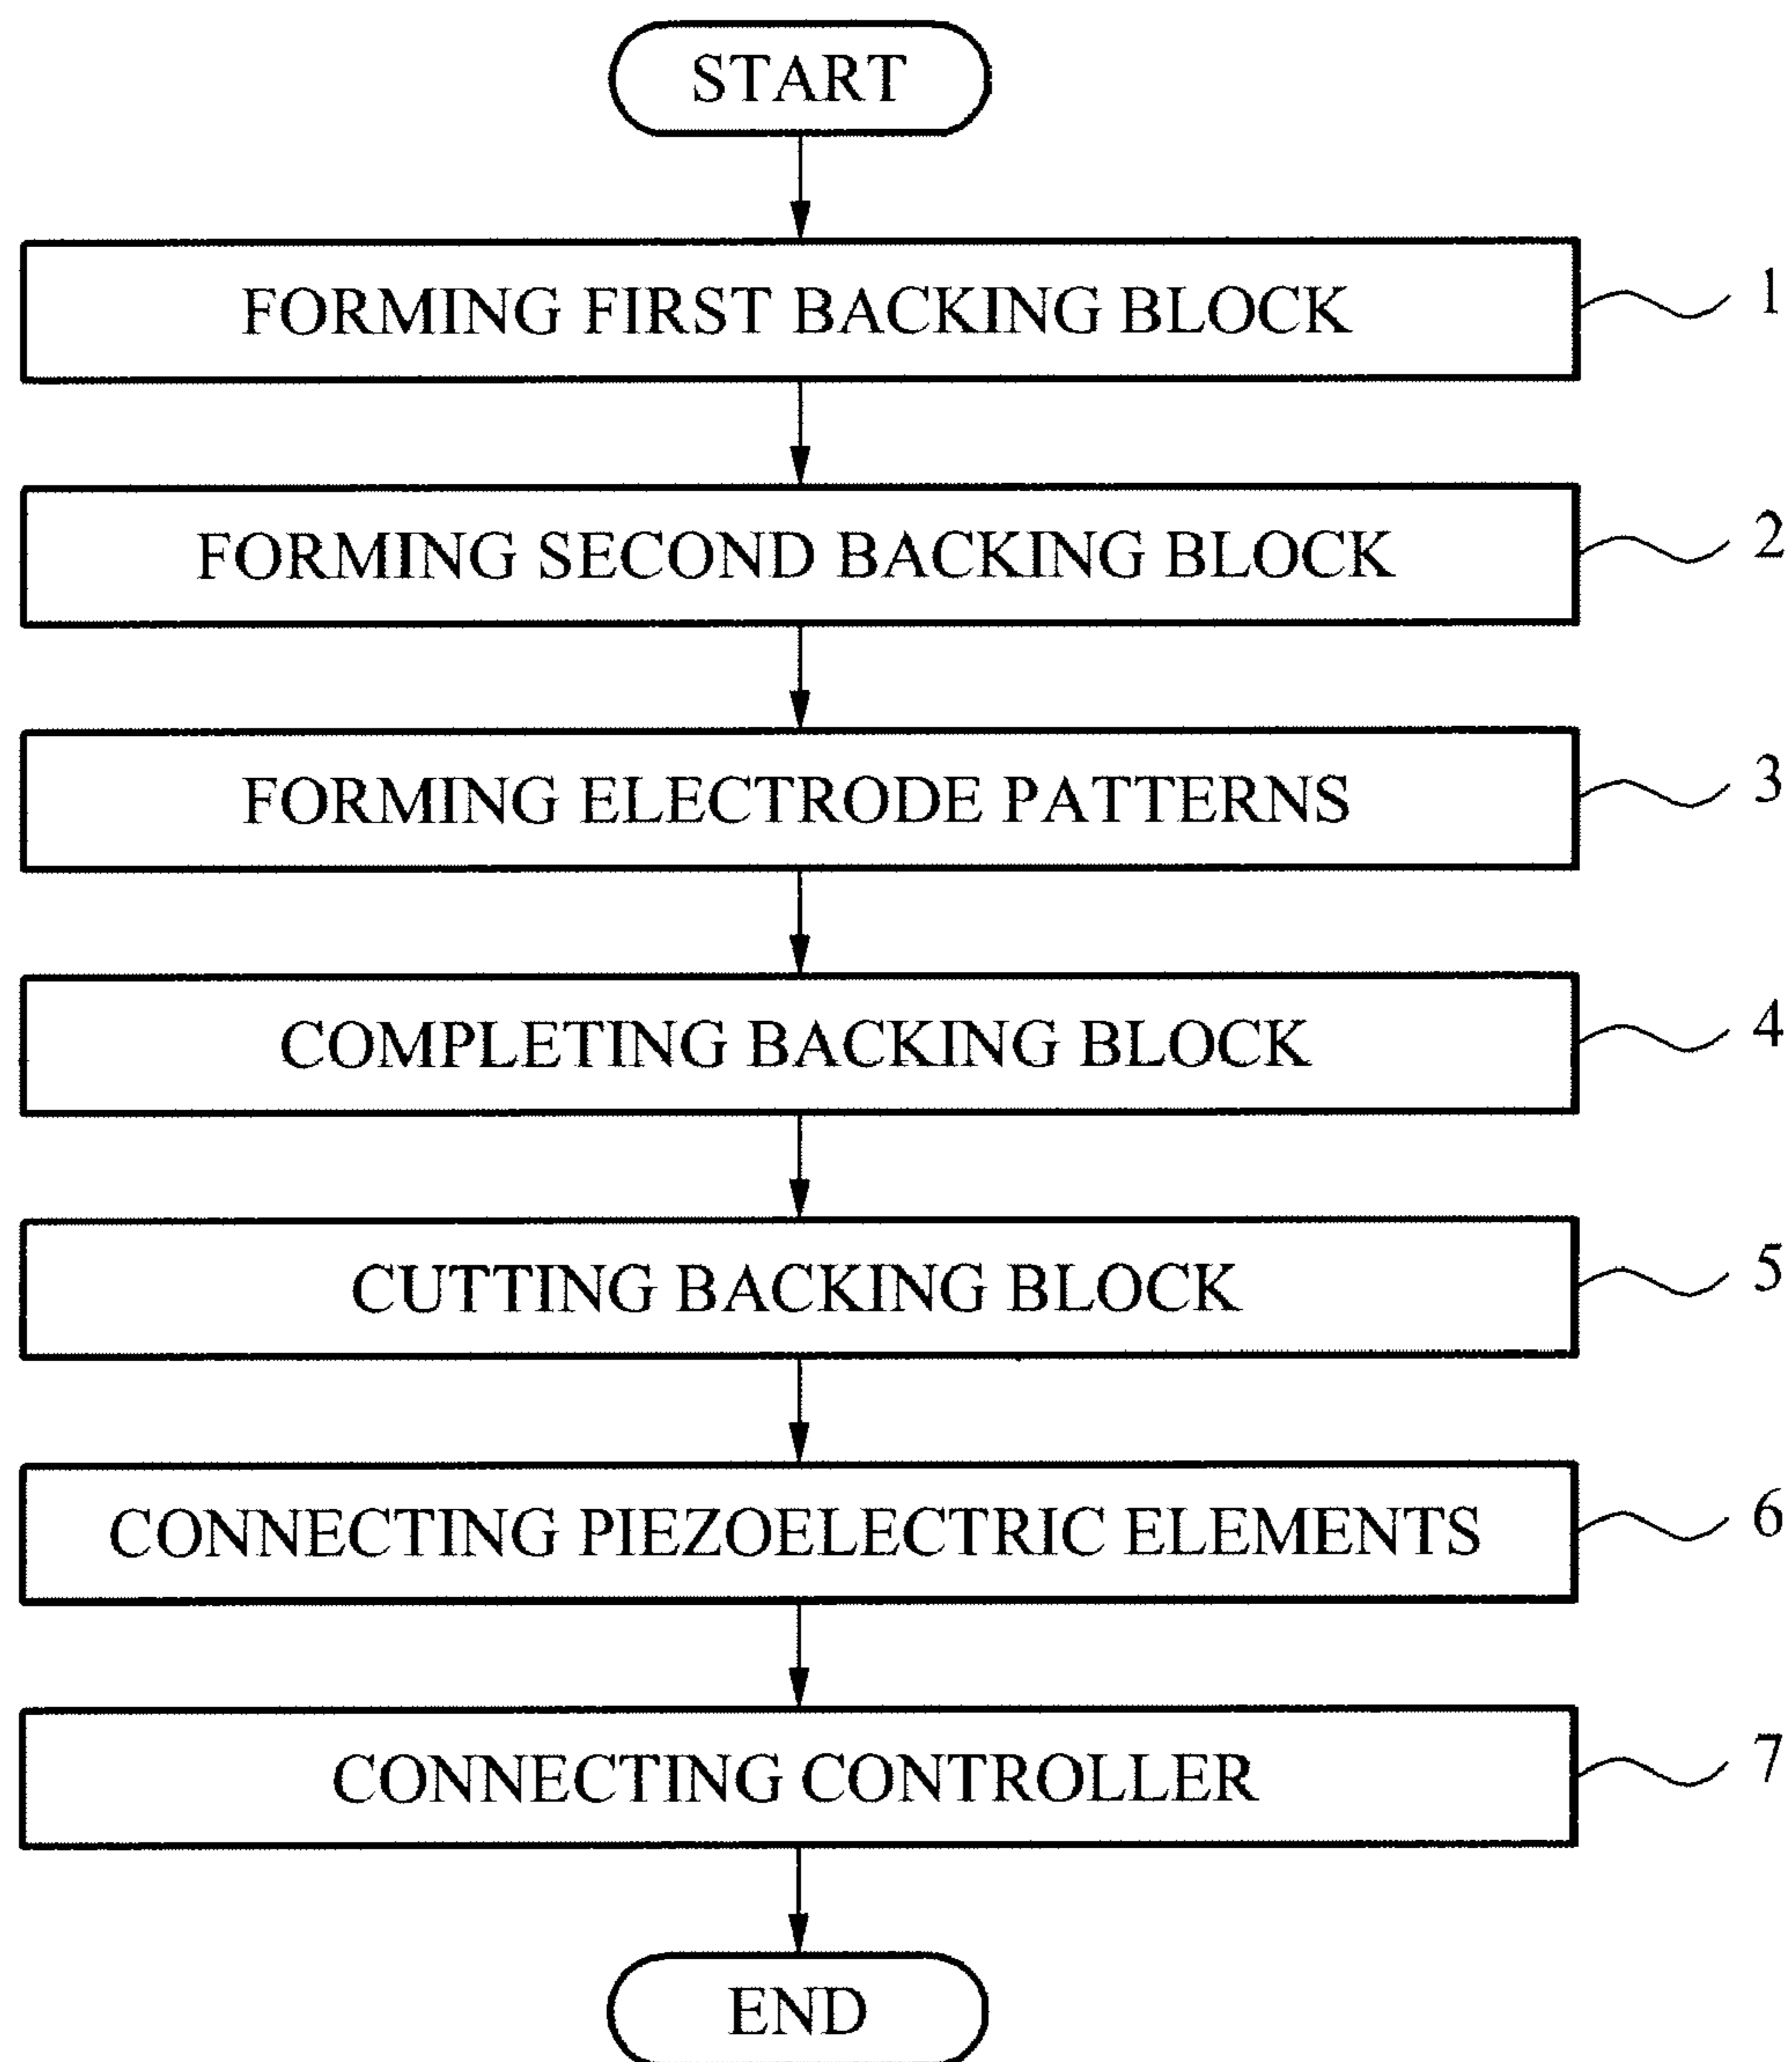 START
FORMING FIRST BACKING BLOCK
1
FORMING SECOND BACKING BLOCK
2
FORMING ELECTRODE PATTERNS
3
COMPLETING BACKING BLOCK
4
CUTTING BACKING BLOCK
5
CONNECTING PIEZOELECTRIC ELEMENTS
6
CONNECTING CONTROLLER
7
END